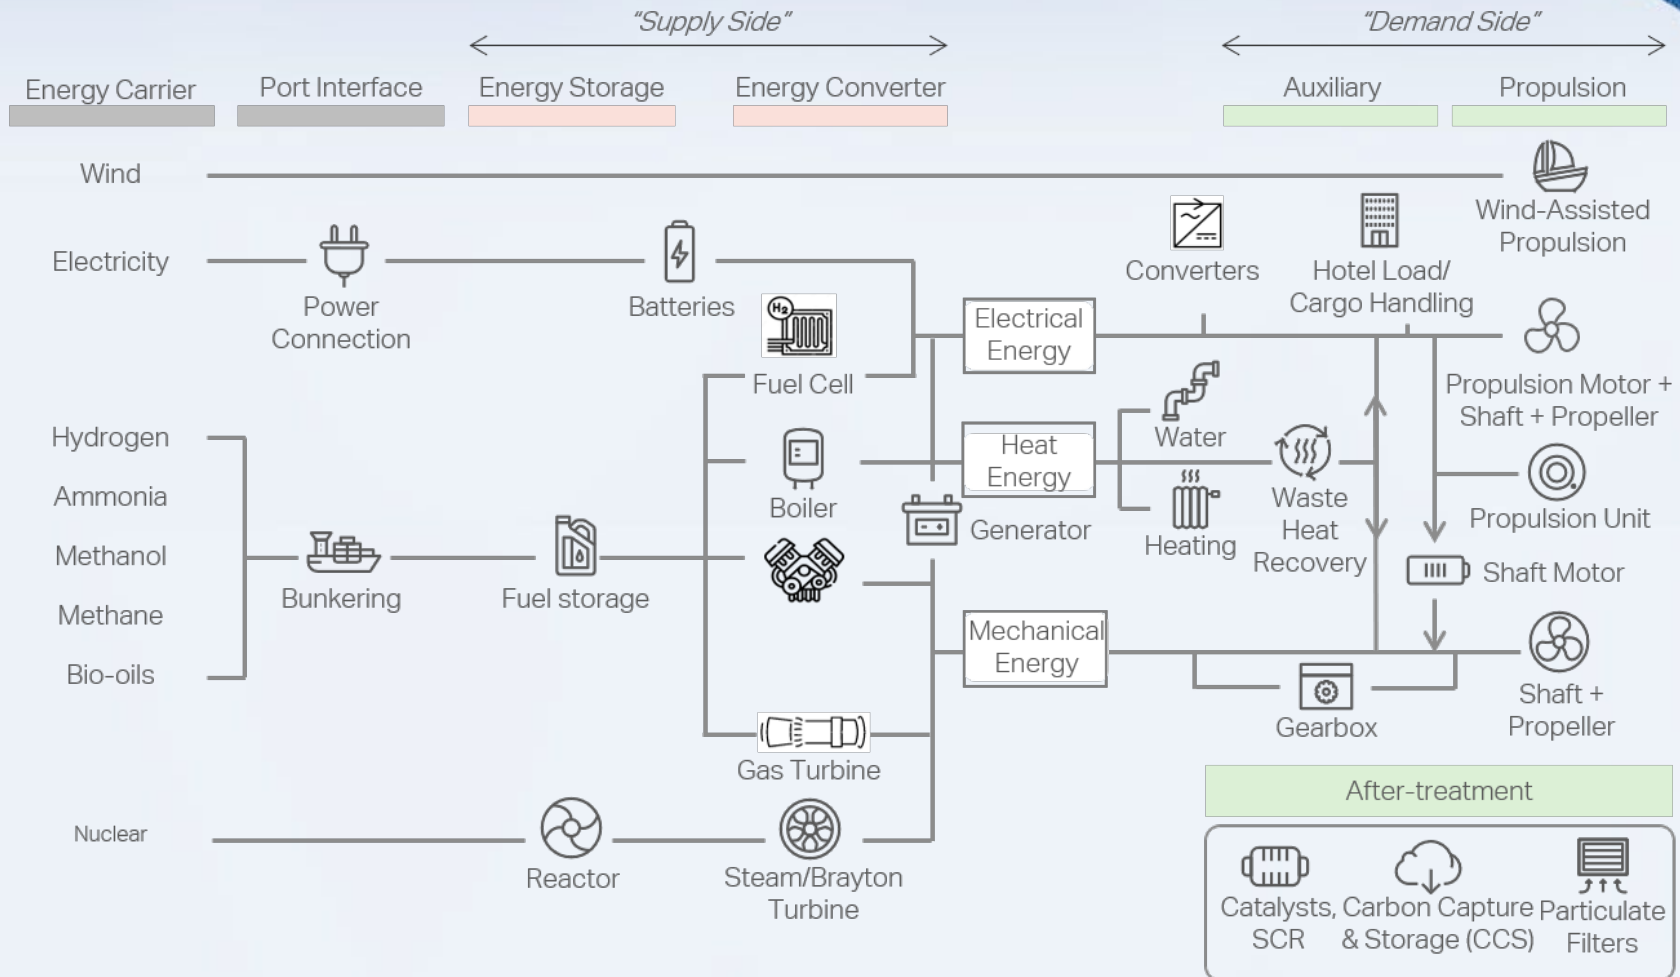 “Supply Side”
“Demand Side”
Energy Carrier
Port Interface
Energy Storage
Energy Converter
Auxiliary
Propulsion
Wind
Wind-Assisted
Propulsion
Electricity
Power
Connection
Batteries
H2
Fuel Cell
Electrical
Energy
Converters
Hotel Load/
Cargo Handling
Propulsion Motor +
Shaft + Propeller
Hydrogen
Ammonia
Methanol
Methane
Bio-oils
Bunkering
Fuel storage
Boiler
Heat
Energy
Generator
Water
Heating
Waste
Heat
Recovery
Propulsion Unit
Shaft Motor
Mechanical
Energy
Gearbox
Shaft +
Propeller
Gas Turbine
Nuclear
Reactor
Steam/Brayton
Turbine
After-treatment
Catalysts,
SCR
Carbon Capture
& Storage (CCS)
Particulate
Filters